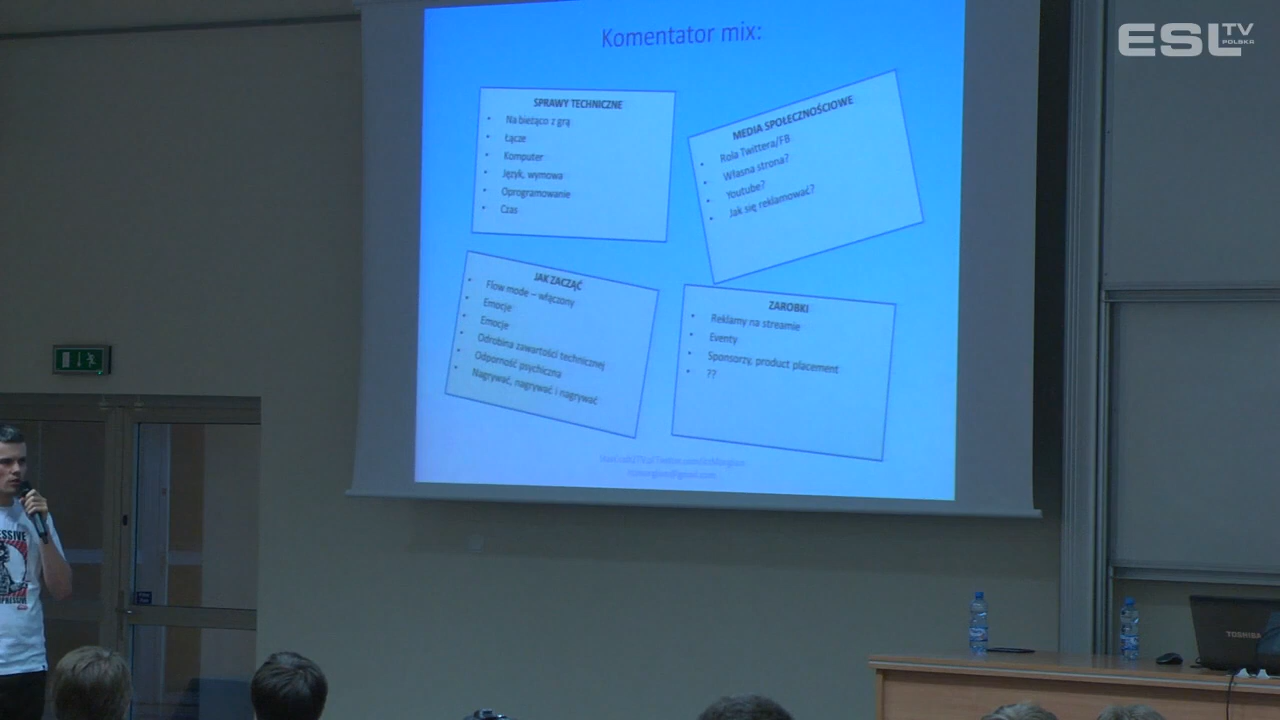 ESL TV
POLSKA
Komentator mix:
SPRAWY TECHNICZNE
Na bieżąco z grą
Łącze
Komputer
Język, wymowa
Oprogramowanie
Czas
MEDIA SPOŁECZNOŚCIOWE
Rola Twittera/FB
Własna strona?
Youtube?
Jak się reklamować?
JAK ZACZĄĆ
Flow mode – włączony
Emocje
Emocje
Odrobina zawartości technicznej
Odporność psychiczna
Nagrywać, nagrywać i nagrywać
ZAROBKI
Reklamy na streamie
Eventy
Sponsorzy, product placement
??
TOSHIBA